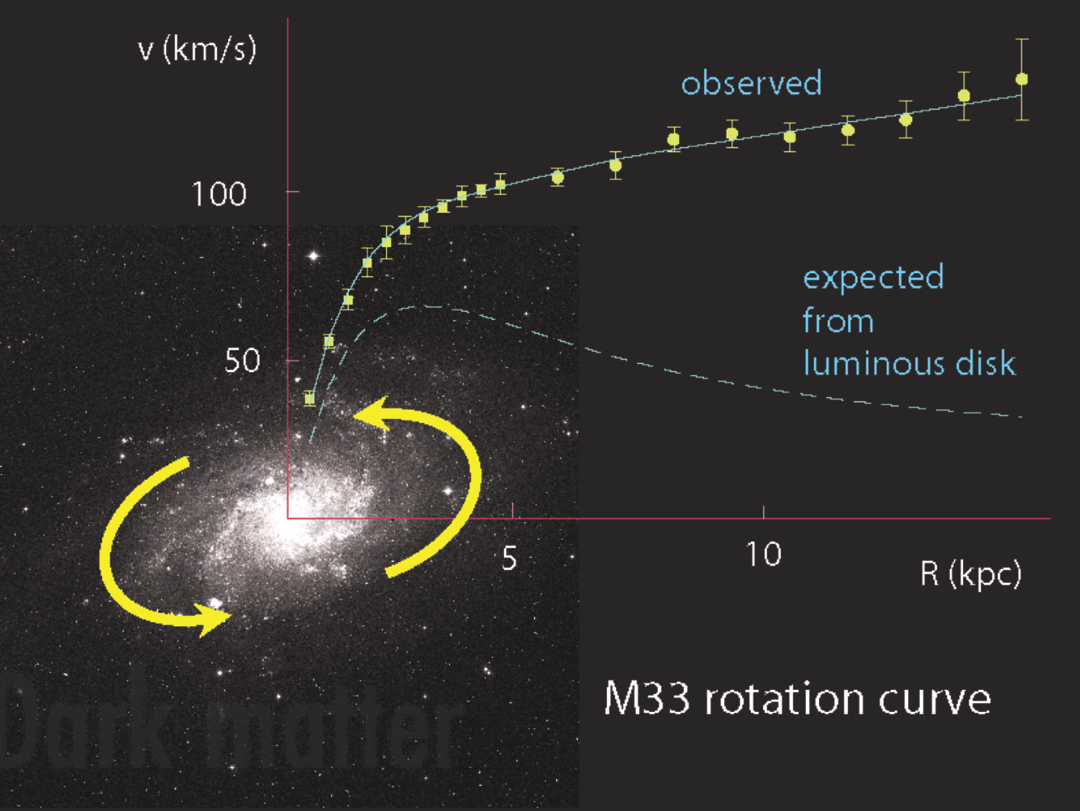 v (km/s)
observed
100
expected
from
luminous disk
50
5
10
R (kpc)
M33 rotation curve
Dark matter